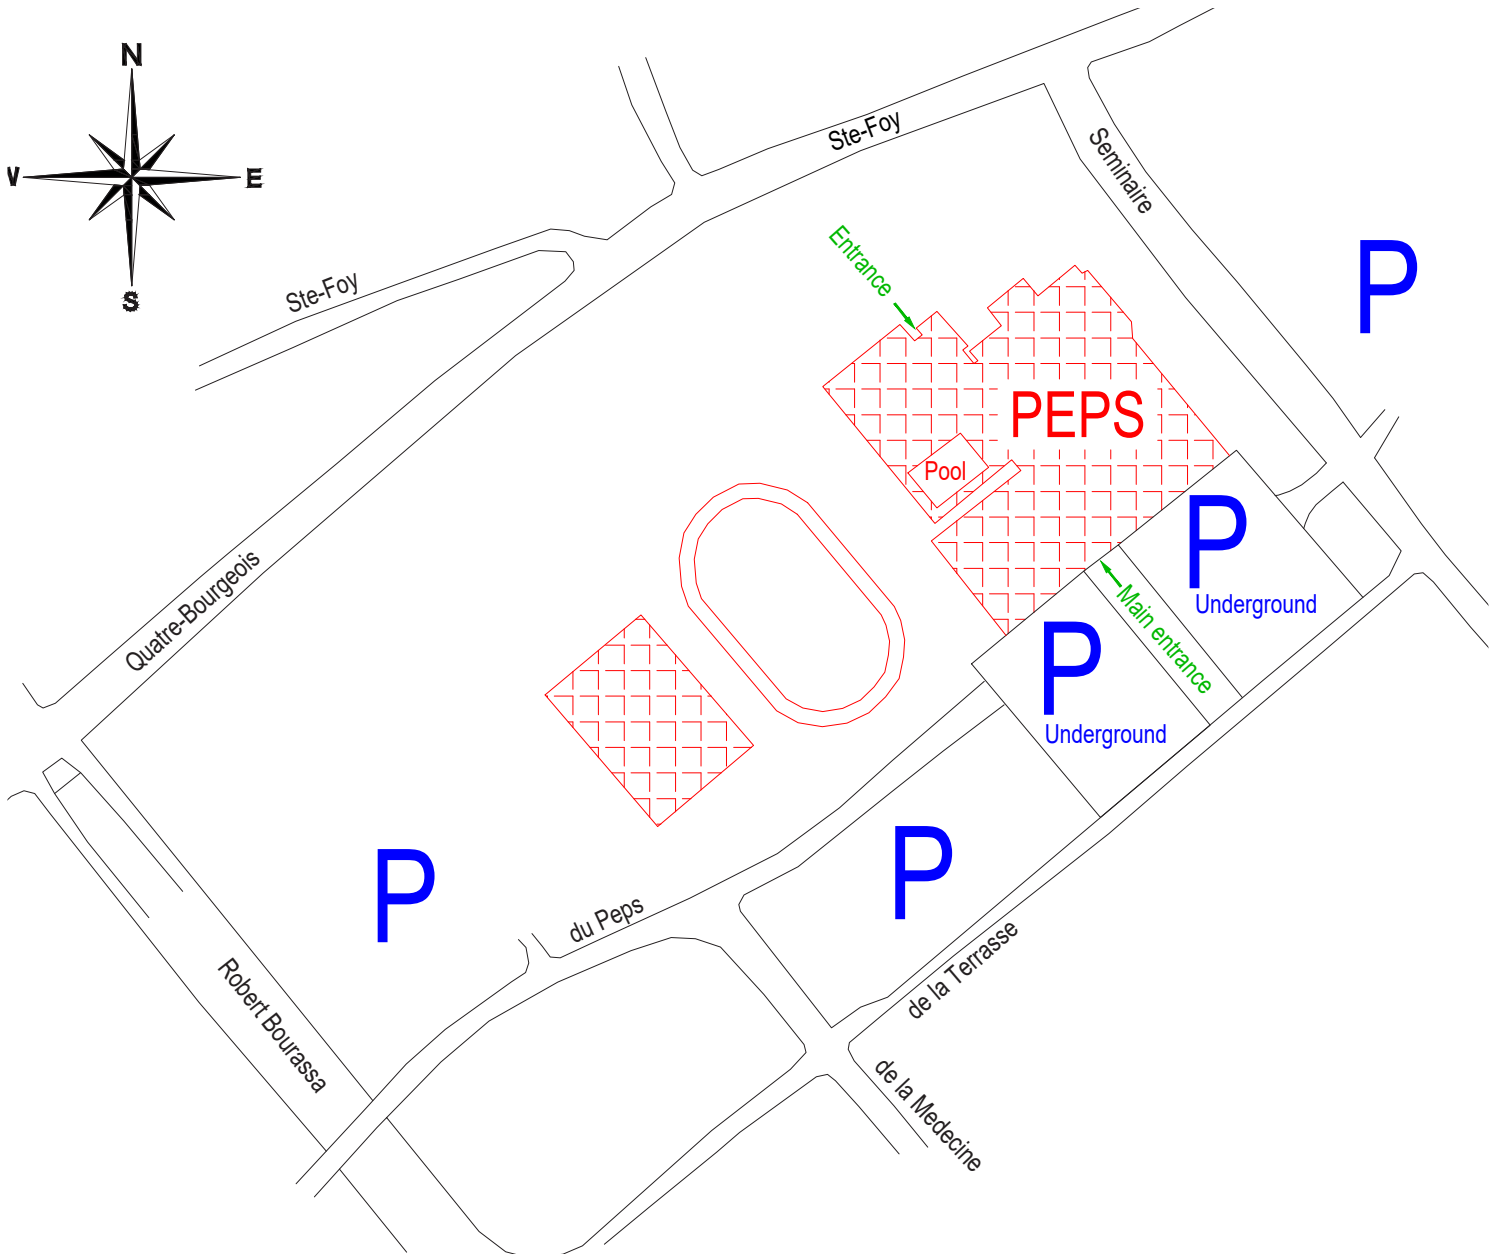 N
Ste-Foy
Seminaire
V
E
Entrance
P
Ste-Foy
S
PEPS
Pool
P
Underground
Quatre-Bourgeois
Main entrance
P
Underground
P
P
du Peps
Robert Bourassa
de la Terrasse
de la Medecine